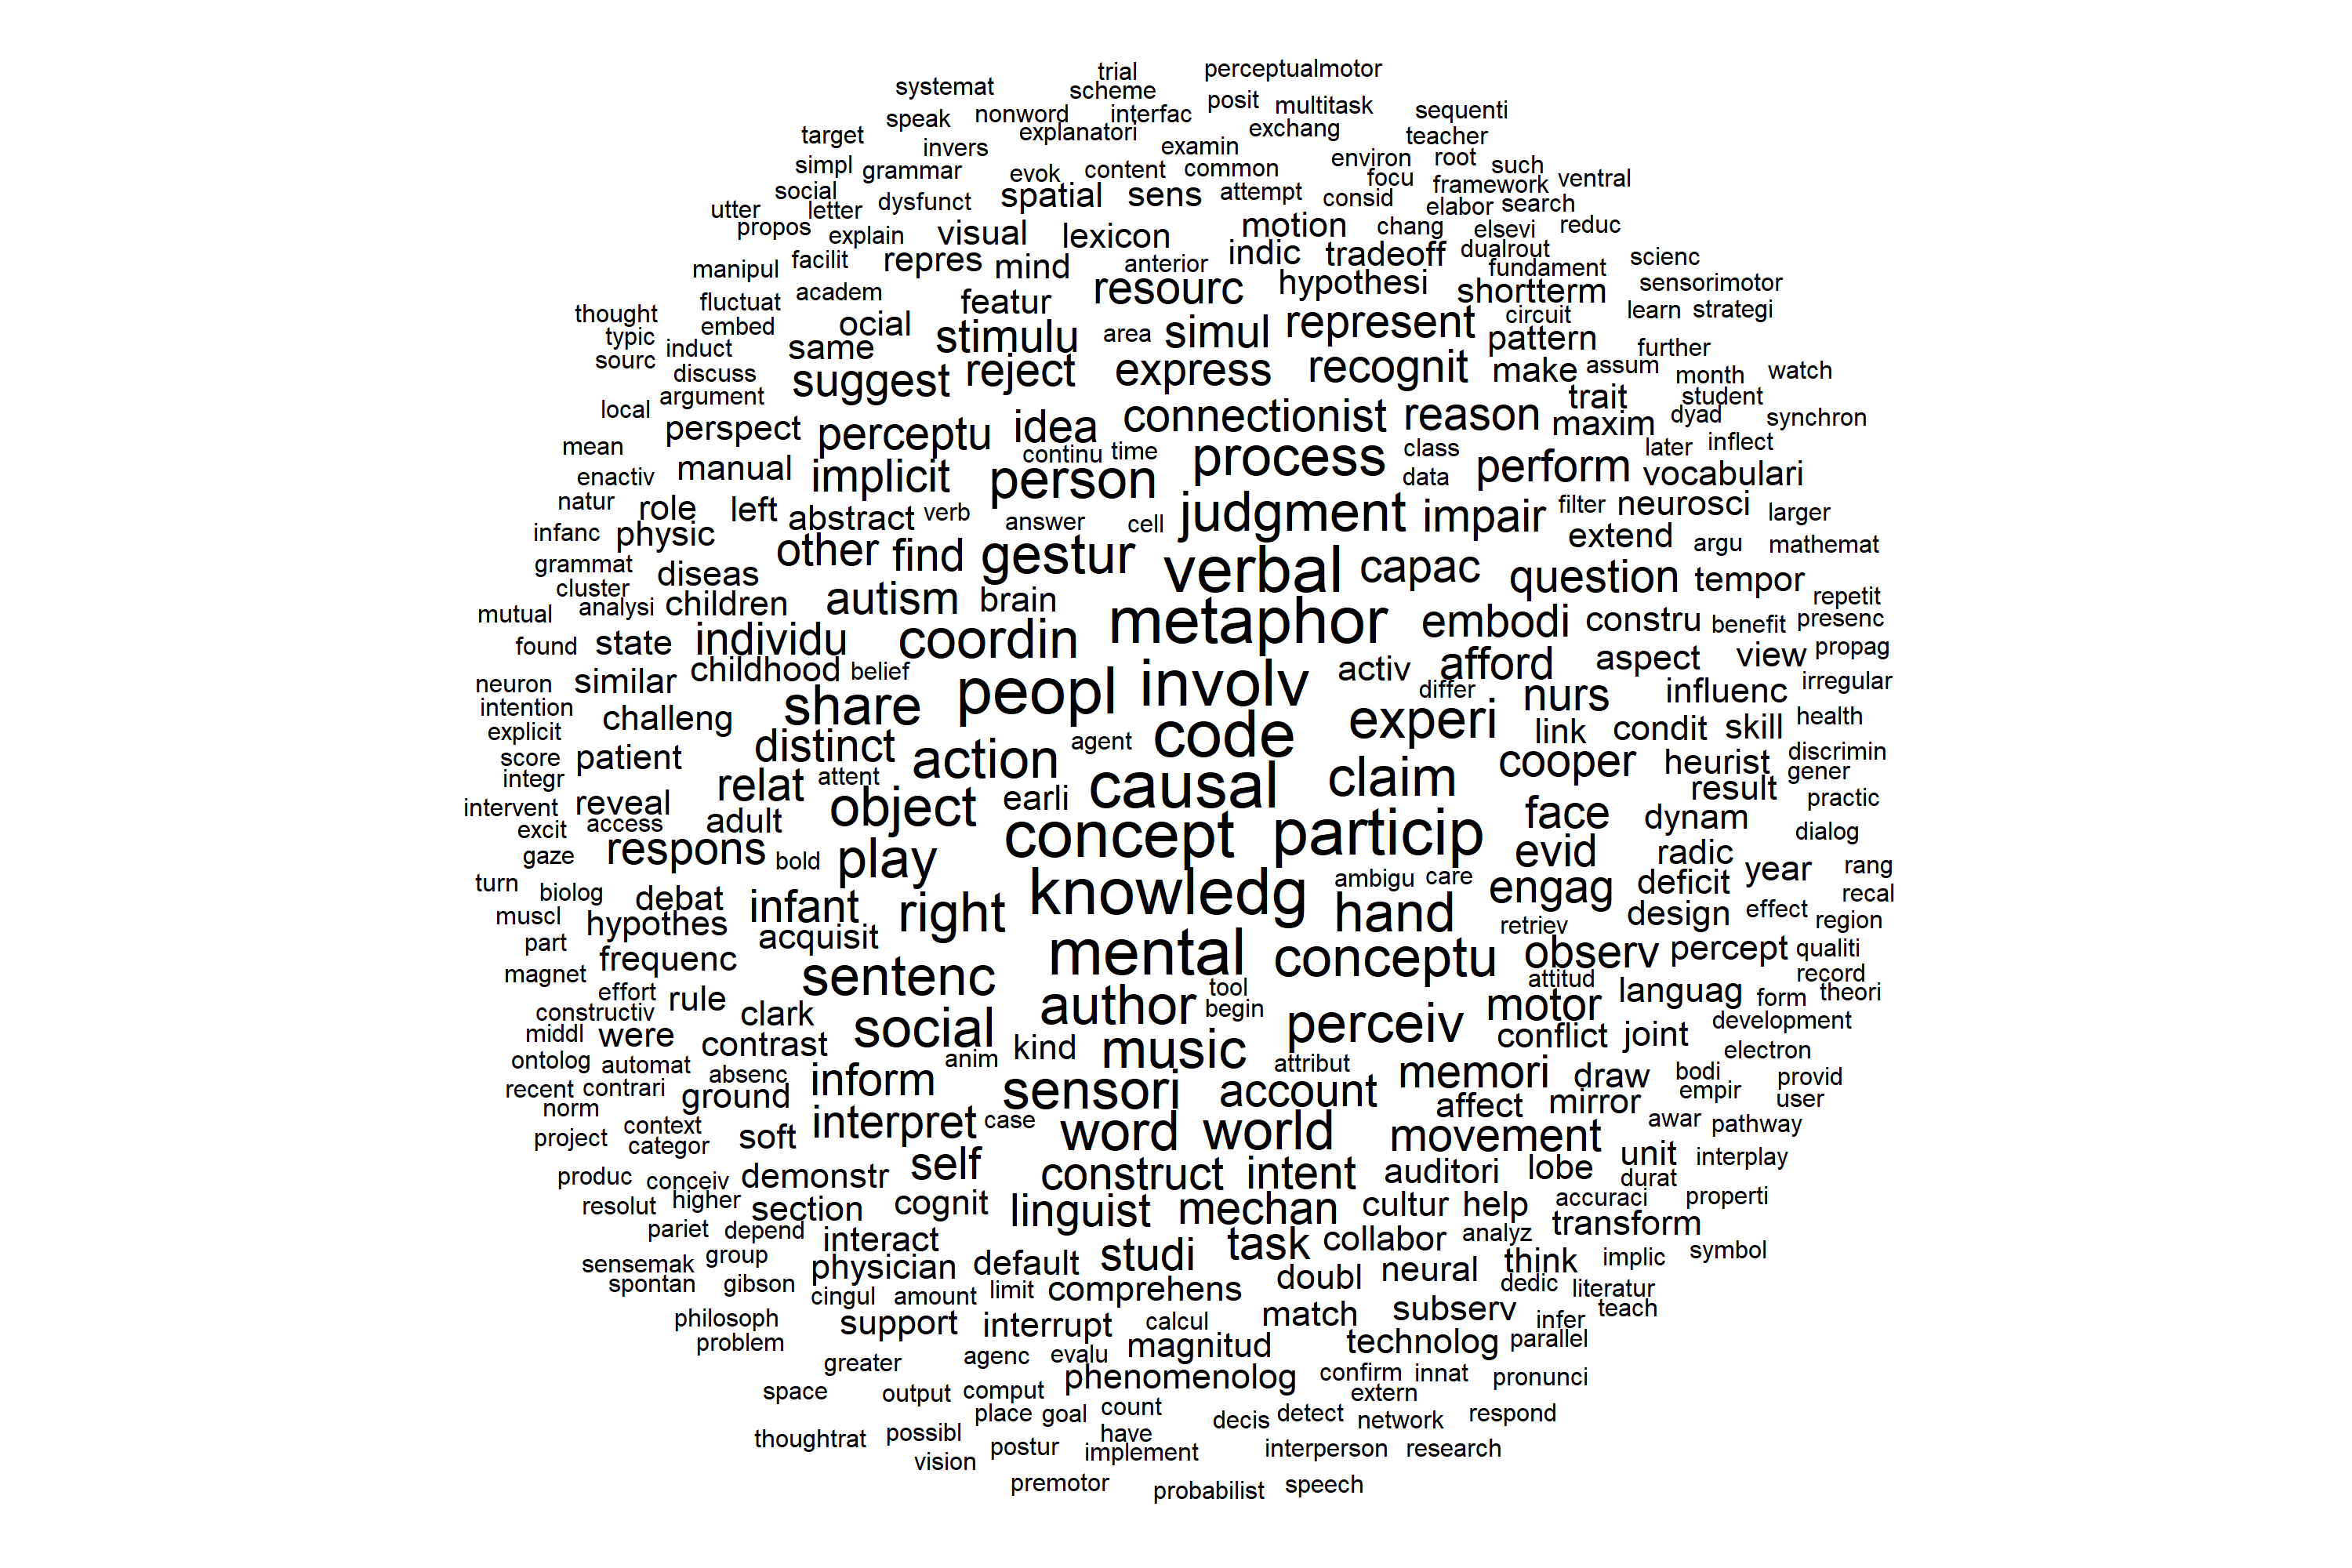 trial perceptualmotor
systemat scheme posit multitask sequenti
speak nonword interfac exchang
target explanatori teacher
invers examin
simpl grammar evok content common environ root such
social dysfunct spatial sens attempt consid focu framework ventral
utter letter elabor search
propos explain visual lexicon motion chang elsevi reduc
manipul facilit repres mind anterior indic tradeoff dualrout scienc
fundament
fluctuat academ featur resourc hypothesi shortterm sensorimotor
thought embed ocial stimulu area simul represent circuit learn strategi
typic induct same pattern further
sourc discuss suggest reject express recognit make assum month watch
argument trait student
local perspect perceptu idea connectionist reason maxim dyad synchron
mean continu time process class later inflect
enactiv manual implicit person data perform vocabulari
natur role left abstract verb answer cell judgment impair filter neurosci larger
infanc physic extend argu mathemat
grammat other find gestur verbal capac question tempor
cluster diseas
mutual analysi children autism brain metaphor embodi constru benefit repetit
presenc
found state individu coordin activ afford aspect view propag
neuron similar childhood belief peopl involv differ nurs influenc irregular
intention challeng share experi link condit skill health
explicit distinct action agent code
score patient cooper heurist discrimin
integr relat attent causal claim gener
intervent reveal object earli result practic
excit access adult concept particip face dynam dialog
gaze respons bold play evid radic year rang
turn biolog debat infant right knowledg ambigu care engag deficit recal
muscl hypothes acquisit hand retriev design effect region
part frequenc mental conceptu observ percept qualiti
magnet sentenc attitud record
effort rule author tool motor languag form theori
constructiv clark begin
middl were contrast social kind music perceiv conflict joint development
ontolog automat anim attribut electron
recent contrari absenc inform sensori account memori draw bodi provid
norm ground affect mirror empir user
project context soft interpret case word world movement awar pathway
categor
produc conceiv demonstr self construct intent auditori lobe unit interplay
durat
resolut higher section cognit linguist mechan cultur help accuraci properti
pariet depend interact task collabor analyz transform
sensemak group physician default studi think implic symbol
spontan gibson cingul amount limit comprehens doubl neural dedic literatur
philosoph support interrupt calcul match subserv infer teach
problem magnitud technolog parallel
greater agenc evalu
space output comput phenomenolog confirm innat pronunci
extern
place goal count decis detect network respond
thoughtrat possibl postur have implement interperson research
vision
premotor probabilist speech